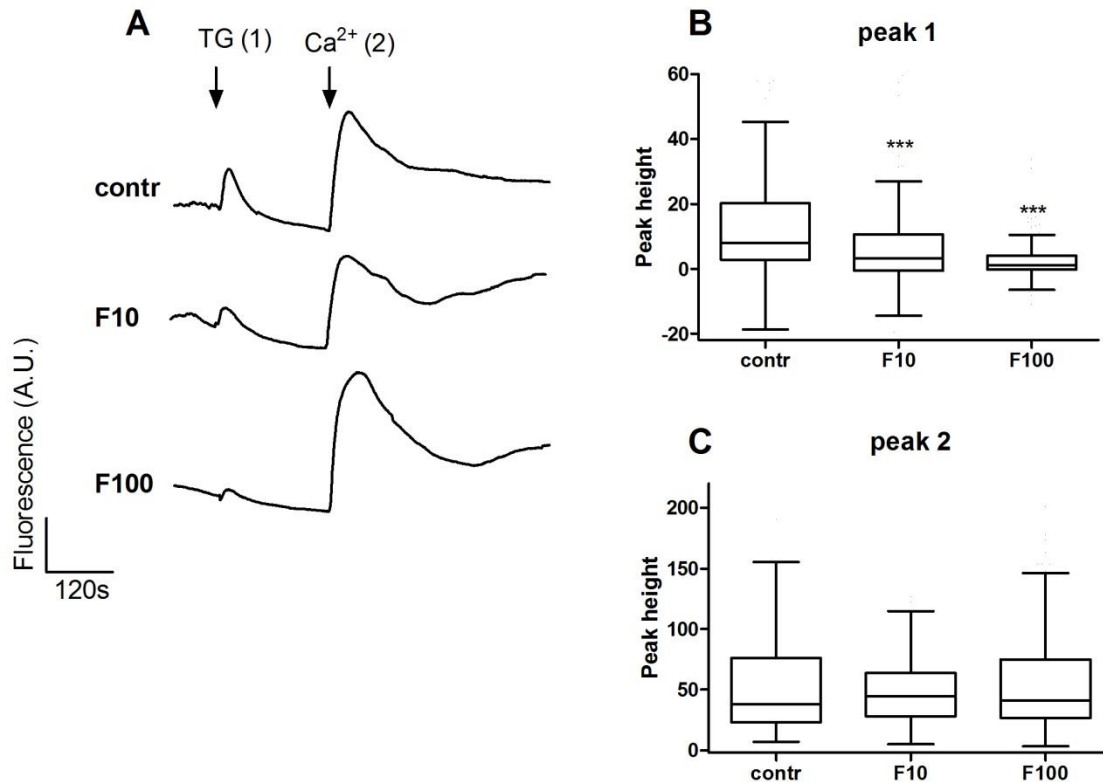 A
TG (1)
Ca²⁺ (2)
contr
F10
F100
Fluorescence (A.U.)
120s
B
peak 1
Peak height
60
40
20
0
-20
***
***
contr F10 F100
C
peak 2
Peak height
200
150
100
50
0
contr F10 F100